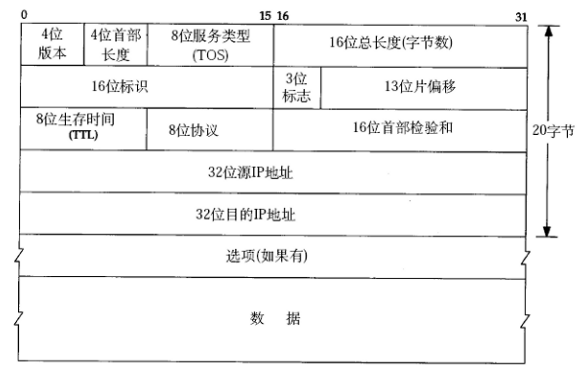 0 15 16 31
4位 4位首部 8位服务类型 16位总长度(字节数)
版本 长度 (TOS)
16位标识 3位 13位片偏移
标志
8位生存时间 8位协议 16位首部检验和
(TTL)
20字节
32位源IP地址
32位目的IP地址
选项(如果有)
数 据